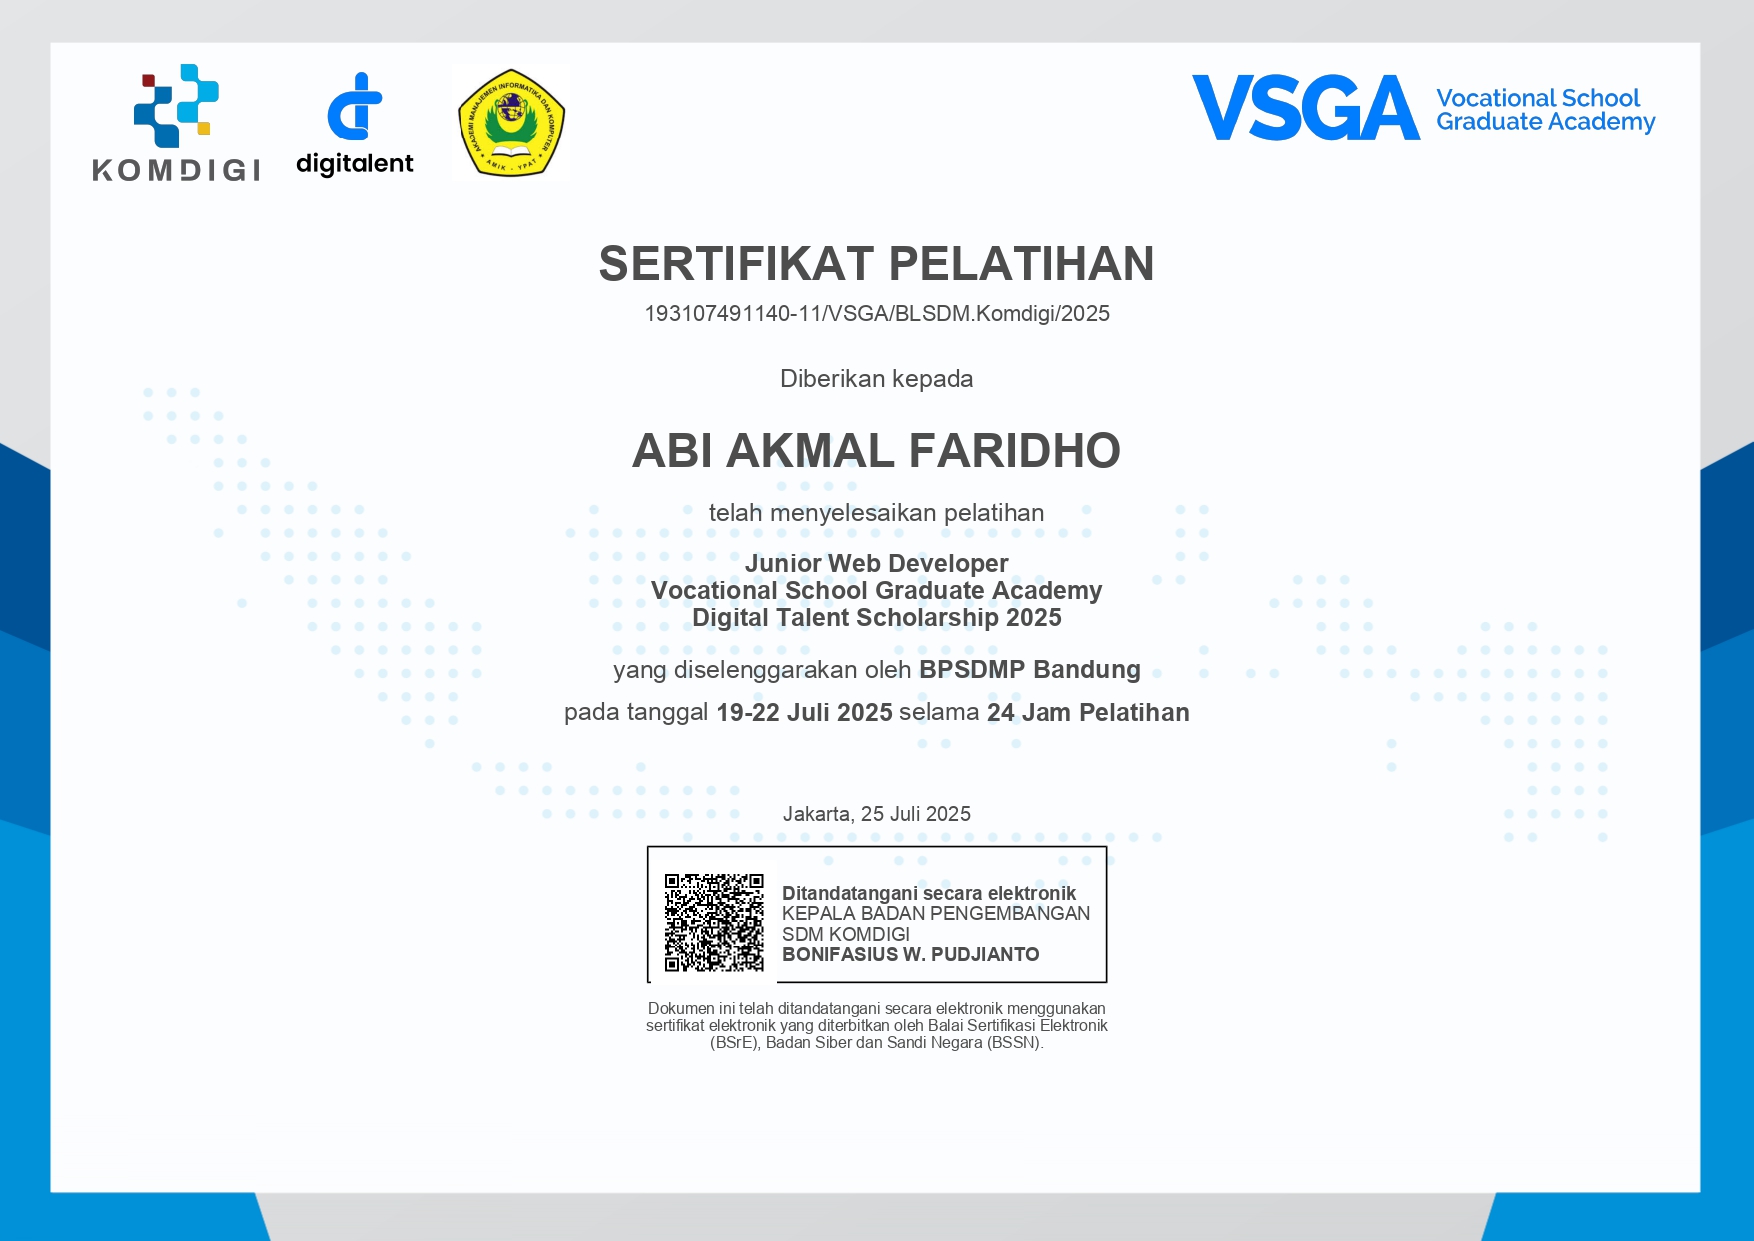 KOMDIGI
digitalent
AKADEMI MANAJEMEN INFORMATIKA DAN KOMPUTER
AMIK - YPAT
VSGA Vocational School
Graduate Academy
SERTIFIKAT PELATIHAN
193107491140-11/VSGA/BLSDM.Komdigi/2025
Diberikan kepada
ABI AKMAL FARIDHO
telah menyelesaikan pelatihan
Junior Web Developer
Vocational School Graduate Academy
Digital Talent Scholarship 2025
yang diselenggarakan oleh BPSDMP Bandung
pada tanggal 19-22 Juli 2025 selama 24 Jam Pelatihan
Jakarta, 25 Juli 2025
Ditandatangani secara elektronik
KEPALA BADAN PENGEMBANGAN
SDM KOMDIGI
BONIFASIUS W. PUDJIANTO
Dokumen ini telah ditandatangani secara elektronik menggunakan
sertifikat elektronik yang diterbitkan oleh Balai Sertifikasi Elektronik
(BSrE), Badan Siber dan Sandi Negara (BSSN).